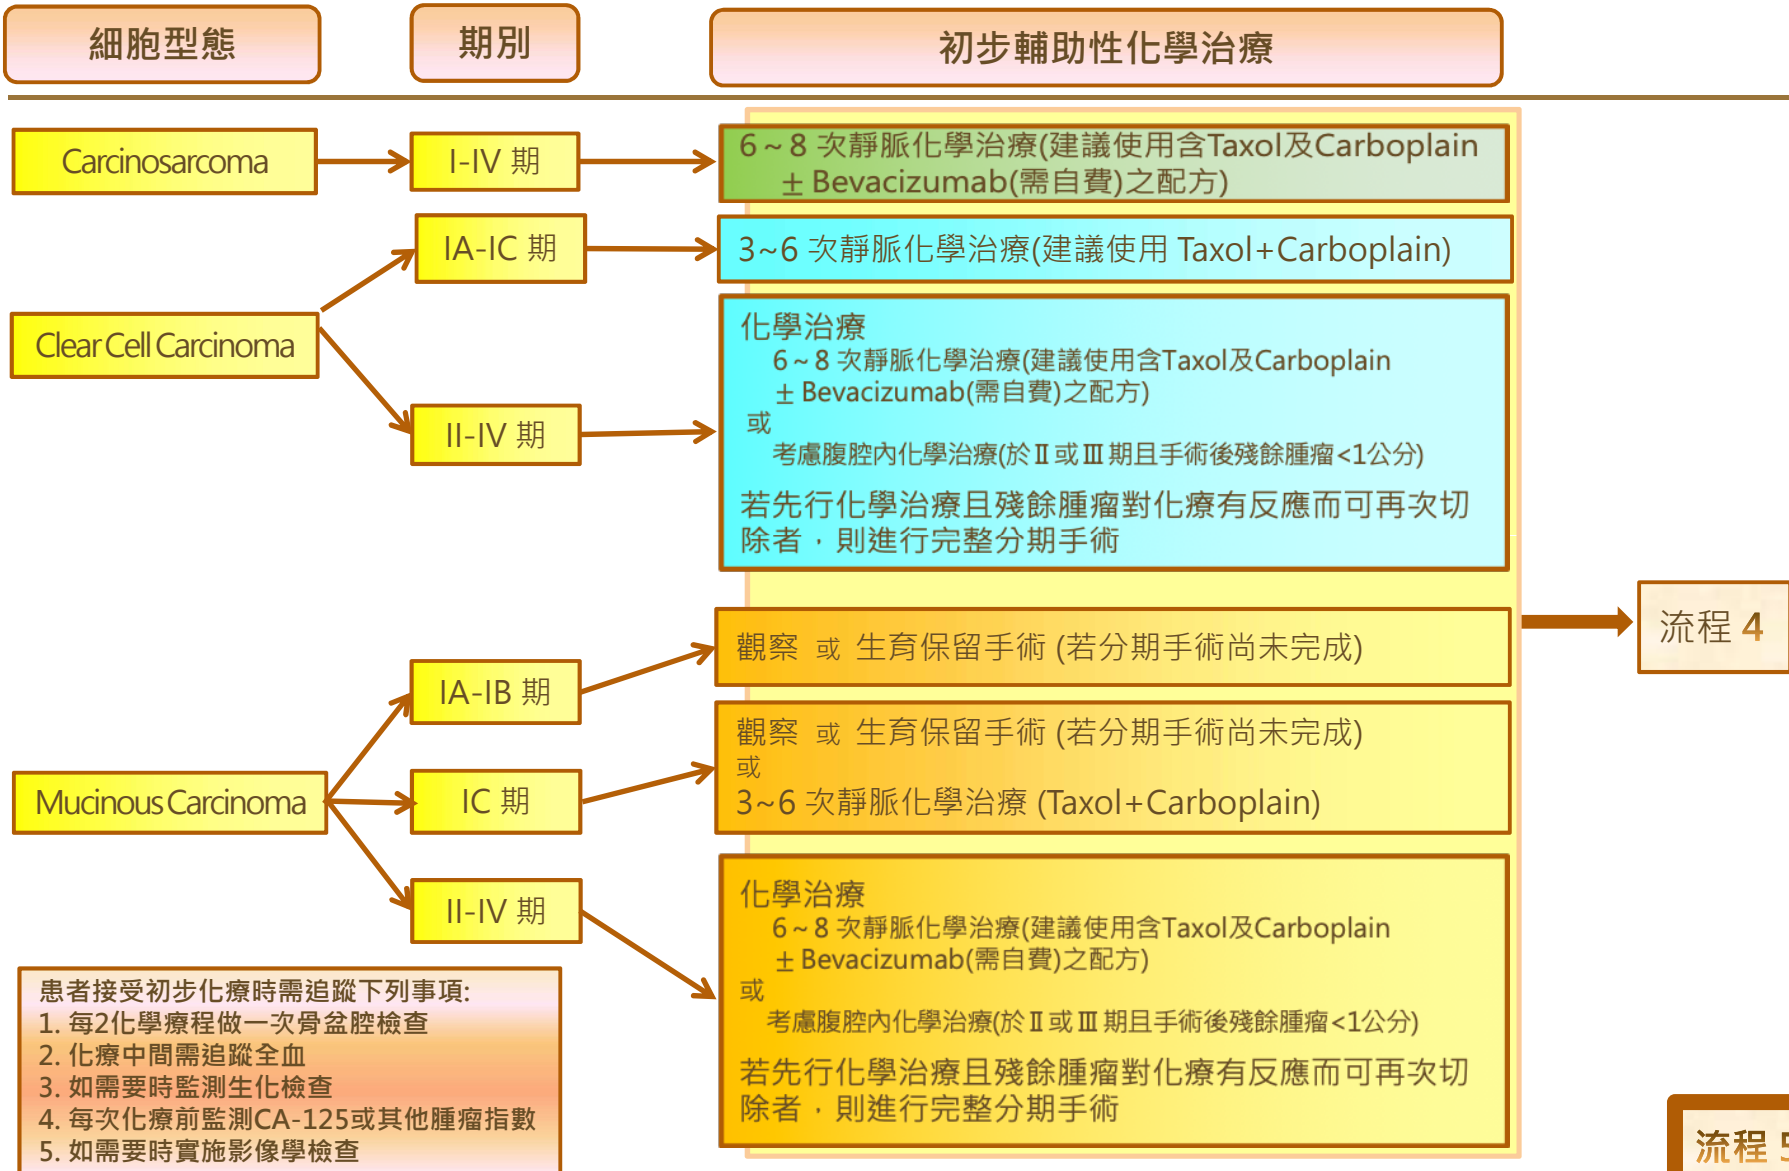 細胞型態
期別
初步輔助性化學治療
Carcinosarcoma
I-IV 期
6~8 次靜脈化學治療(建議使用含Taxol及Carboplain
± Bevacizumab(需自費)之配方)
Clear Cell Carcinoma
IA-IC 期
3~6 次靜脈化學治療(建議使用 Taxol+Carboplain)
II-IV 期
化學治療
6~8 次靜脈化學治療(建議使用含Taxol及Carboplain
± Bevacizumab(需自費)之配方)
或
考慮腹腔內化學治療(於Ⅱ或Ⅲ期且手術後殘餘腫瘤<1公分)
若先行化學治療且殘餘腫瘤對化療有反應而可再次切
除者，則進行完整分期手術
Mucinous Carcinoma
IA-IB 期
觀察 或 生育保留手術 (若分期手術尚未完成)
IC 期
觀察 或 生育保留手術 (若分期手術尚未完成)
或
3~6 次靜脈化學治療 (Taxol+Carboplain)
II-IV 期
化學治療
6~8 次靜脈化學治療(建議使用含Taxol及Carboplain
± Bevacizumab(需自費)之配方)
或
考慮腹腔內化學治療(於Ⅱ或Ⅲ期且手術後殘餘腫瘤<1公分)
若先行化學治療且殘餘腫瘤對化療有反應而可再次切
除者，則進行完整分期手術
流程 4
患者接受初步化療時需追蹤下列事項:
1. 每2化學療程做一次骨盆腔檢查
2. 化療中間需追蹤全血
3. 如需要時監測生化檢查
4. 每次化療前監測CA-125或其他腫瘤指數
5. 如需要時實施影像學檢查
流程